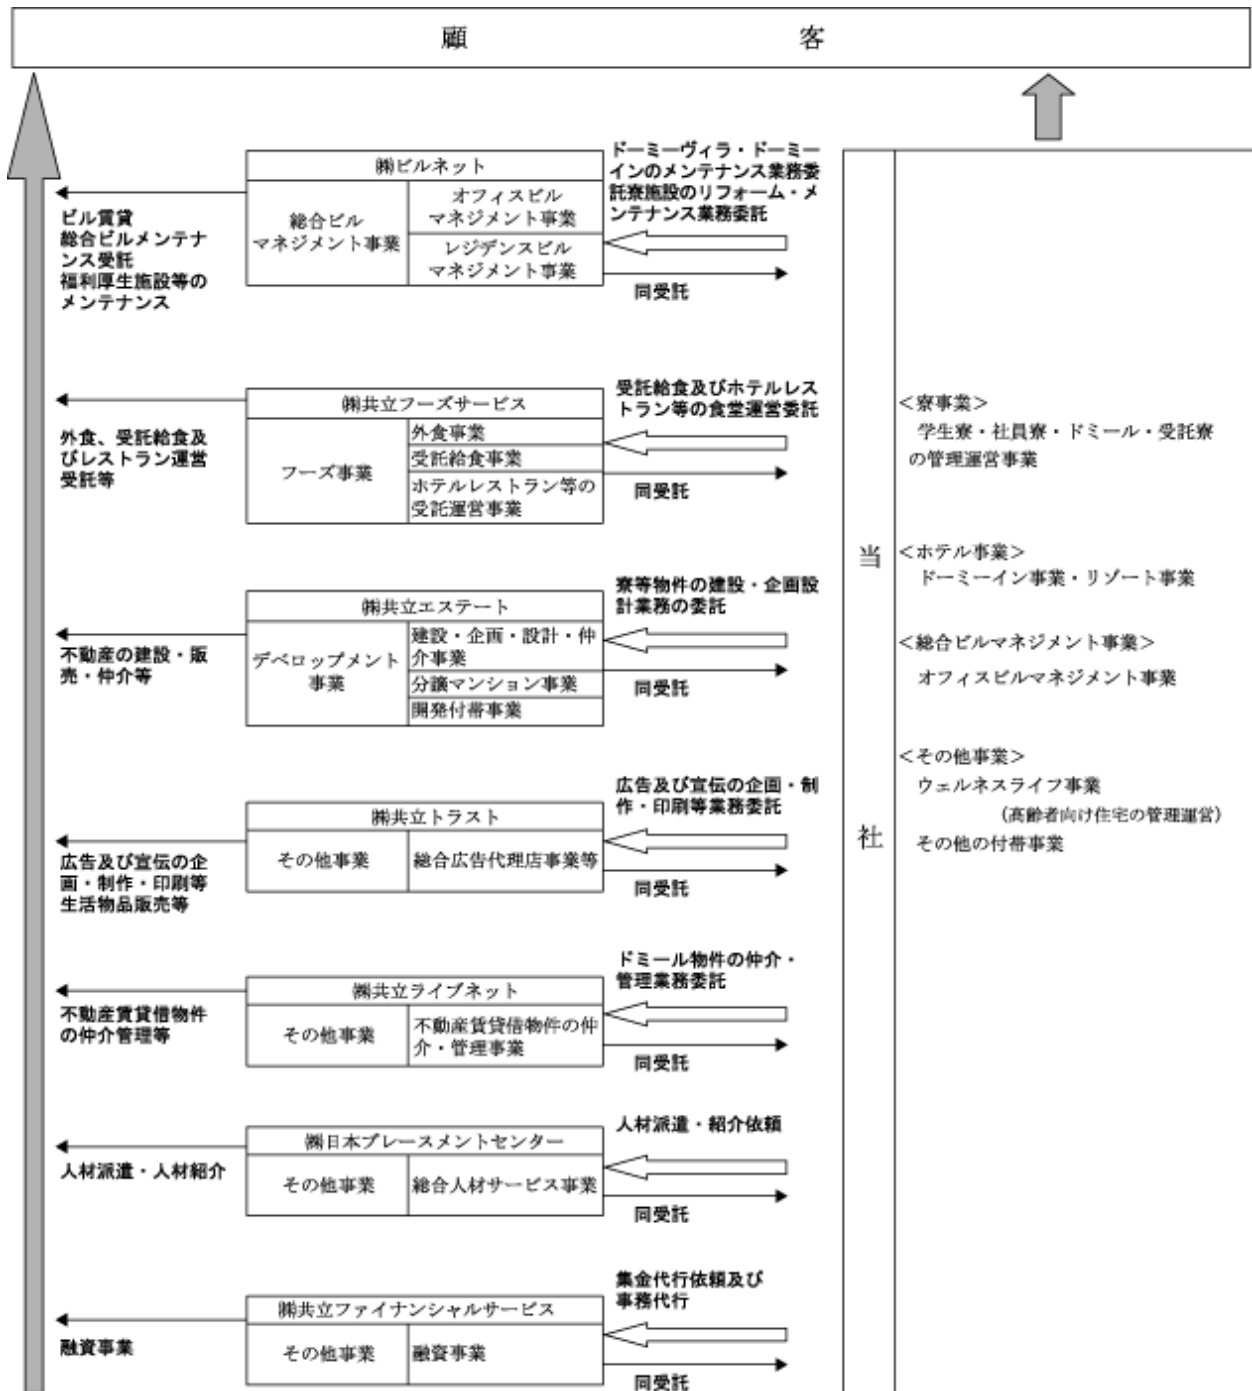 顧客
㈱ビルネット
総合ビル
マネジメント事業
オフィスビル
マネジメント事業
レジデンスビル
マネジメント事業
ビル賃貸
総合ビルメンテナ
ンス受託
福利厚生施設等の
メンテナンス
ドーミーヴィラ・ドーミー
インのメンテナンス業務委
託寮施設のリフォーム・メ
ンテナンス業務委託
同受託
㈱共立フーズサービス
フーズ事業
外食事業
受託給食事業
ホテルレストラン等の
受託運営事業
外食、受託給食及
びレストラン運営
受託等
受託給食及びホテルレス
トラン等の食堂運営委託
同受託
㈱共立エステート
デベロップメント
事業
建設・企画・設計・仲
介事業
分譲マンション事業
開発付帯事業
不動産の建設・販
売・仲介等
寮等物件の建設・企画設
計業務の委託
同受託
㈱共立トラスト
その他事業
総合広告代理店事業等
広告及び宣伝の企
画・制作・印刷等
生活物品販売等
広告及び宣伝の企画・制
作・印刷等業務委託
同受託
㈱共立ライブネット
その他事業
不動産賃貸借物件の仲
介・管理事業
不動産賃貸借物件
の仲介管理等
ドミール物件の仲介・
管理業務委託
同受託
㈱日本プレースメントセンター
その他事業
総合人材サービス事業
人材派遣・人材紹介
人材派遣・紹介依頼
同受託
㈱共立ファイナンシャルサービス
その他事業
融資事業
融資事業
集金代行依頼及び
事務代行
同受託
当社
＜寮事業＞
学生寮・社員寮・ドミール・受託寮
の管理運営事業
＜ホテル事業＞
ドーミーイン事業・リゾート事業
＜総合ビルマネジメント事業＞
オフィスビルマネジメント事業
＜その他事業＞
ウェルネスライフ事業
(高齢者向け住宅の管理運営)
その他の付帯事業